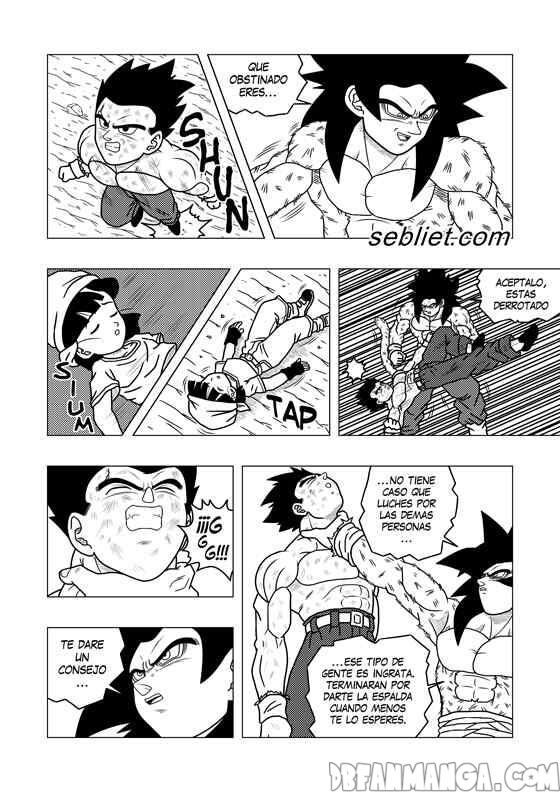 QUE
OBSTINADO
ERES...
SHUN
sebliet.com
SIUM
TAP
ACEPTALO,
ESTAS
DERROTADO
¡¡¡G
G
G!!!
...NO TIENE
CASO QUE
LUCHES POR
LAS DEMAS
PERSONAS
...
TE DARE
UN
CONSEJO
...
... ESE TIPO DE
GENTE ES INGRATA.
TERMINARAN POR
DARTE LA ESPALDA
CUANDO MENOS
TE LO ESPERES.
DBFANMANGA.COM